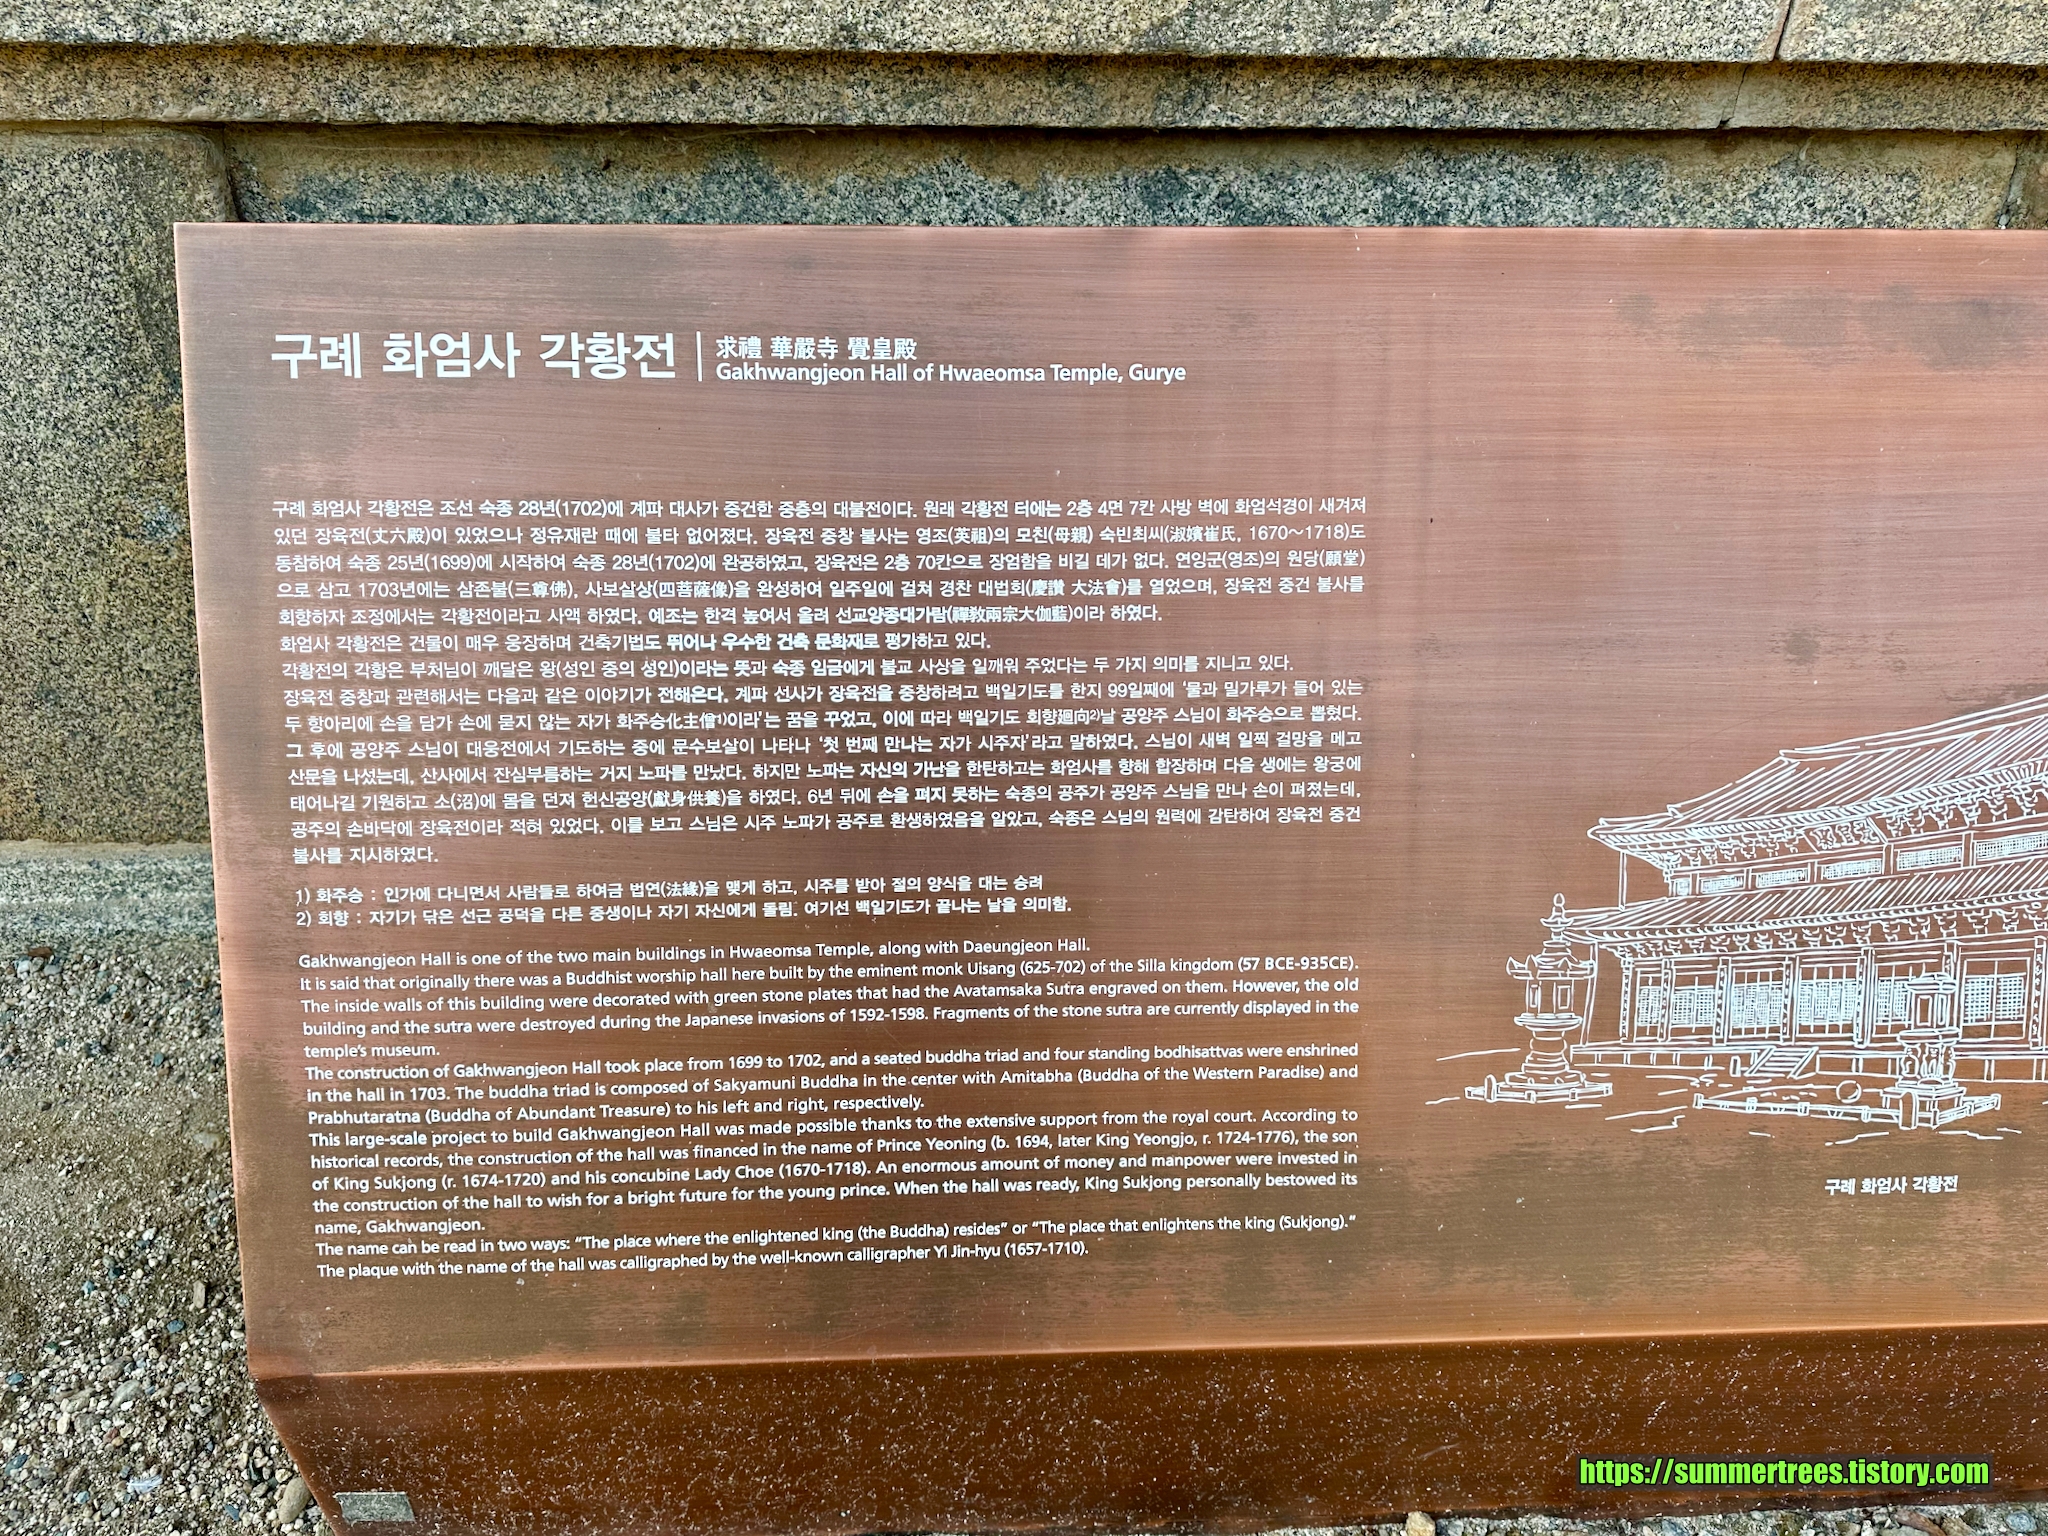 구례 화엄사 각황전
求禮 華嚴寺 覺皇殿
Gakhwangjeon Hall of Hwaeomsa Temple, Gurye
구례 화엄사 각황전은 조선 숙종 28년(1702)에 계파 대사가 중건한 중층의 대불전이다. 원래 각황전 터에는 2층 4면 7칸 사방 벽에 화엄석경이 새겨져
있던 장육전(丈六殿)이 있었으나 정유재란 때에 불타 없어졌다. 장육전 중창 불사는 영조(英祖)의 모친(母親) 숙빈최씨(淑嬪崔氏, 1670~1718)도
동참하여 숙종 25년(1699)에 시작하여 숙종 28년(1702)에 완공하였고, 장육전은 2층 70칸으로 장엄함을 비길 데가 없다. 연잉군(영조)의 원당(願堂)
으로 삼고 1703년에는 삼존불(三尊佛), 사보살상(四菩薩像)을 완성하여 일주일에 걸쳐 경찬 대법회(慶讚 大法會)를 열었으며, 장육전 중건 불사를
회향하자 조정에서는 각황전이라고 사액 하였다. 예조는 한격 높여서 올려 선교양종대가람(禪敎兩宗大伽藍)이라 하였다.
화엄사 각황전은 건물이 매우 웅장하며 건축기법도 뛰어나 우수한 건축 문화재로 평가하고 있다.
각황전의 각황은 부처님이 깨달은 왕(성인 중의 성인)이라는 뜻과 숙종 임금에게 불교 사상을 일깨워 주었다는 두 가지 의미를 지니고 있다.
장육전 중창과 관련해서는 다음과 같은 이야기가 전해온다. 계파 선사가 장육전을 중창하려고 백일기도를 한지 99일째에 '물과 밀가루가 들어 있는
두 항아리에 손을 담가 손에 묻지 않는 자가 화주승化主僧1)이라'는 꿈을 꾸었고, 이에 따라 백일기도 회향廻向2)날 공양주 스님이 화주승으로 뽑혔다.
그 후에 공양주 스님이 대웅전에서 기도하는 중에 문수보살이 나타나 '첫 번째 만나는 자가 시주자'라고 말하였다. 스님이 새벽 일찍 걸망을 메고
산문을 나섰는데, 산사에서 잔심부름하는 거지 노파를 만났다. 하지만 노파는 자신의 가난을 한탄하고는 화엄사를 향해 합장하며 다음 생에는 왕궁에
태어나길 기원하고 소(沼)에 몸을 던져 헌신공양(獻身供養)을 하였다. 6년 뒤에 손을 펴지 못하는 숙종의 공주가 공양주 스님을 만나 손이 펴졌는데,
공주의 손바닥에 장육전이라 적혀 있었다. 이를 보고 스님은 시주 노파가 공주로 환생하였음을 알았고, 숙종은 스님의 원력에 감탄하여 장육전 중건
불사를 지시하였다.
1) 화주승 : 인가에 다니면서 사람들로 하여금 법연(法緣)을 맺게 하고, 시주를 받아 절의 양식을 대는 승려
2) 회향 : 자기가 닦은 선근 공덕을 다른 중생이나 자기 자신에게 돌림. 여기선 백일기도가 끝나는 날을 의미함.
Gakhwangjeon Hall is one of the two main buildings in Hwaeomsa Temple, along with Daeungjeon Hall.
It is said that originally there was a Buddhist worship hall here built by the eminent monk Uisang (625-702) of the Silla kingdom (57 BCE-935CE).
The inside walls of this building were decorated with green stone plates that had the Avatamsaka Sutra engraved on them. However, the old
building and the sutra were destroyed during the Japanese invasions of 1592-1598. Fragments of the stone sutra are currently displayed in the
temple's museum.
The construction of Gakhwangjeon Hall took place from 1699 to 1702, and a seated buddha triad and four standing bodhisattvas were enshrined
in the hall in 1703. The buddha triad is composed of Sakyamuni Buddha in the center with Amitabha (Buddha of the Western Paradise) and
Prabhutaratna (Buddha of Abundant Treasure) to his left and right, respectively.
This large-scale project to build Gakhwangjeon Hall was made possible thanks to the extensive support from the royal court. According to
historical records, the construction of the hall was financed in the name of Prince Yeoning (b. 1694, later King Yeongjo, r. 1724-1776), the son
of King Sukjong (r. 1674-1720) and his concubine Lady Choe (1670-1718). An enormous amount of money and manpower were invested in
the construction of the hall to wish for a bright future for the young prince. When the hall was ready, King Sukjong personally bestowed its
name, Gakhwangjeon.
The name can be read in two ways: "The place where the enlightened king (the Buddha) resides" or "The place that enlightens the king (Sukjong)."
The plaque with the name of the hall was calligraphed by the well-known calligrapher Yi Jin-hyu (1657-1710).
구례 화엄사 각황전
https://summertrees.tistory.com